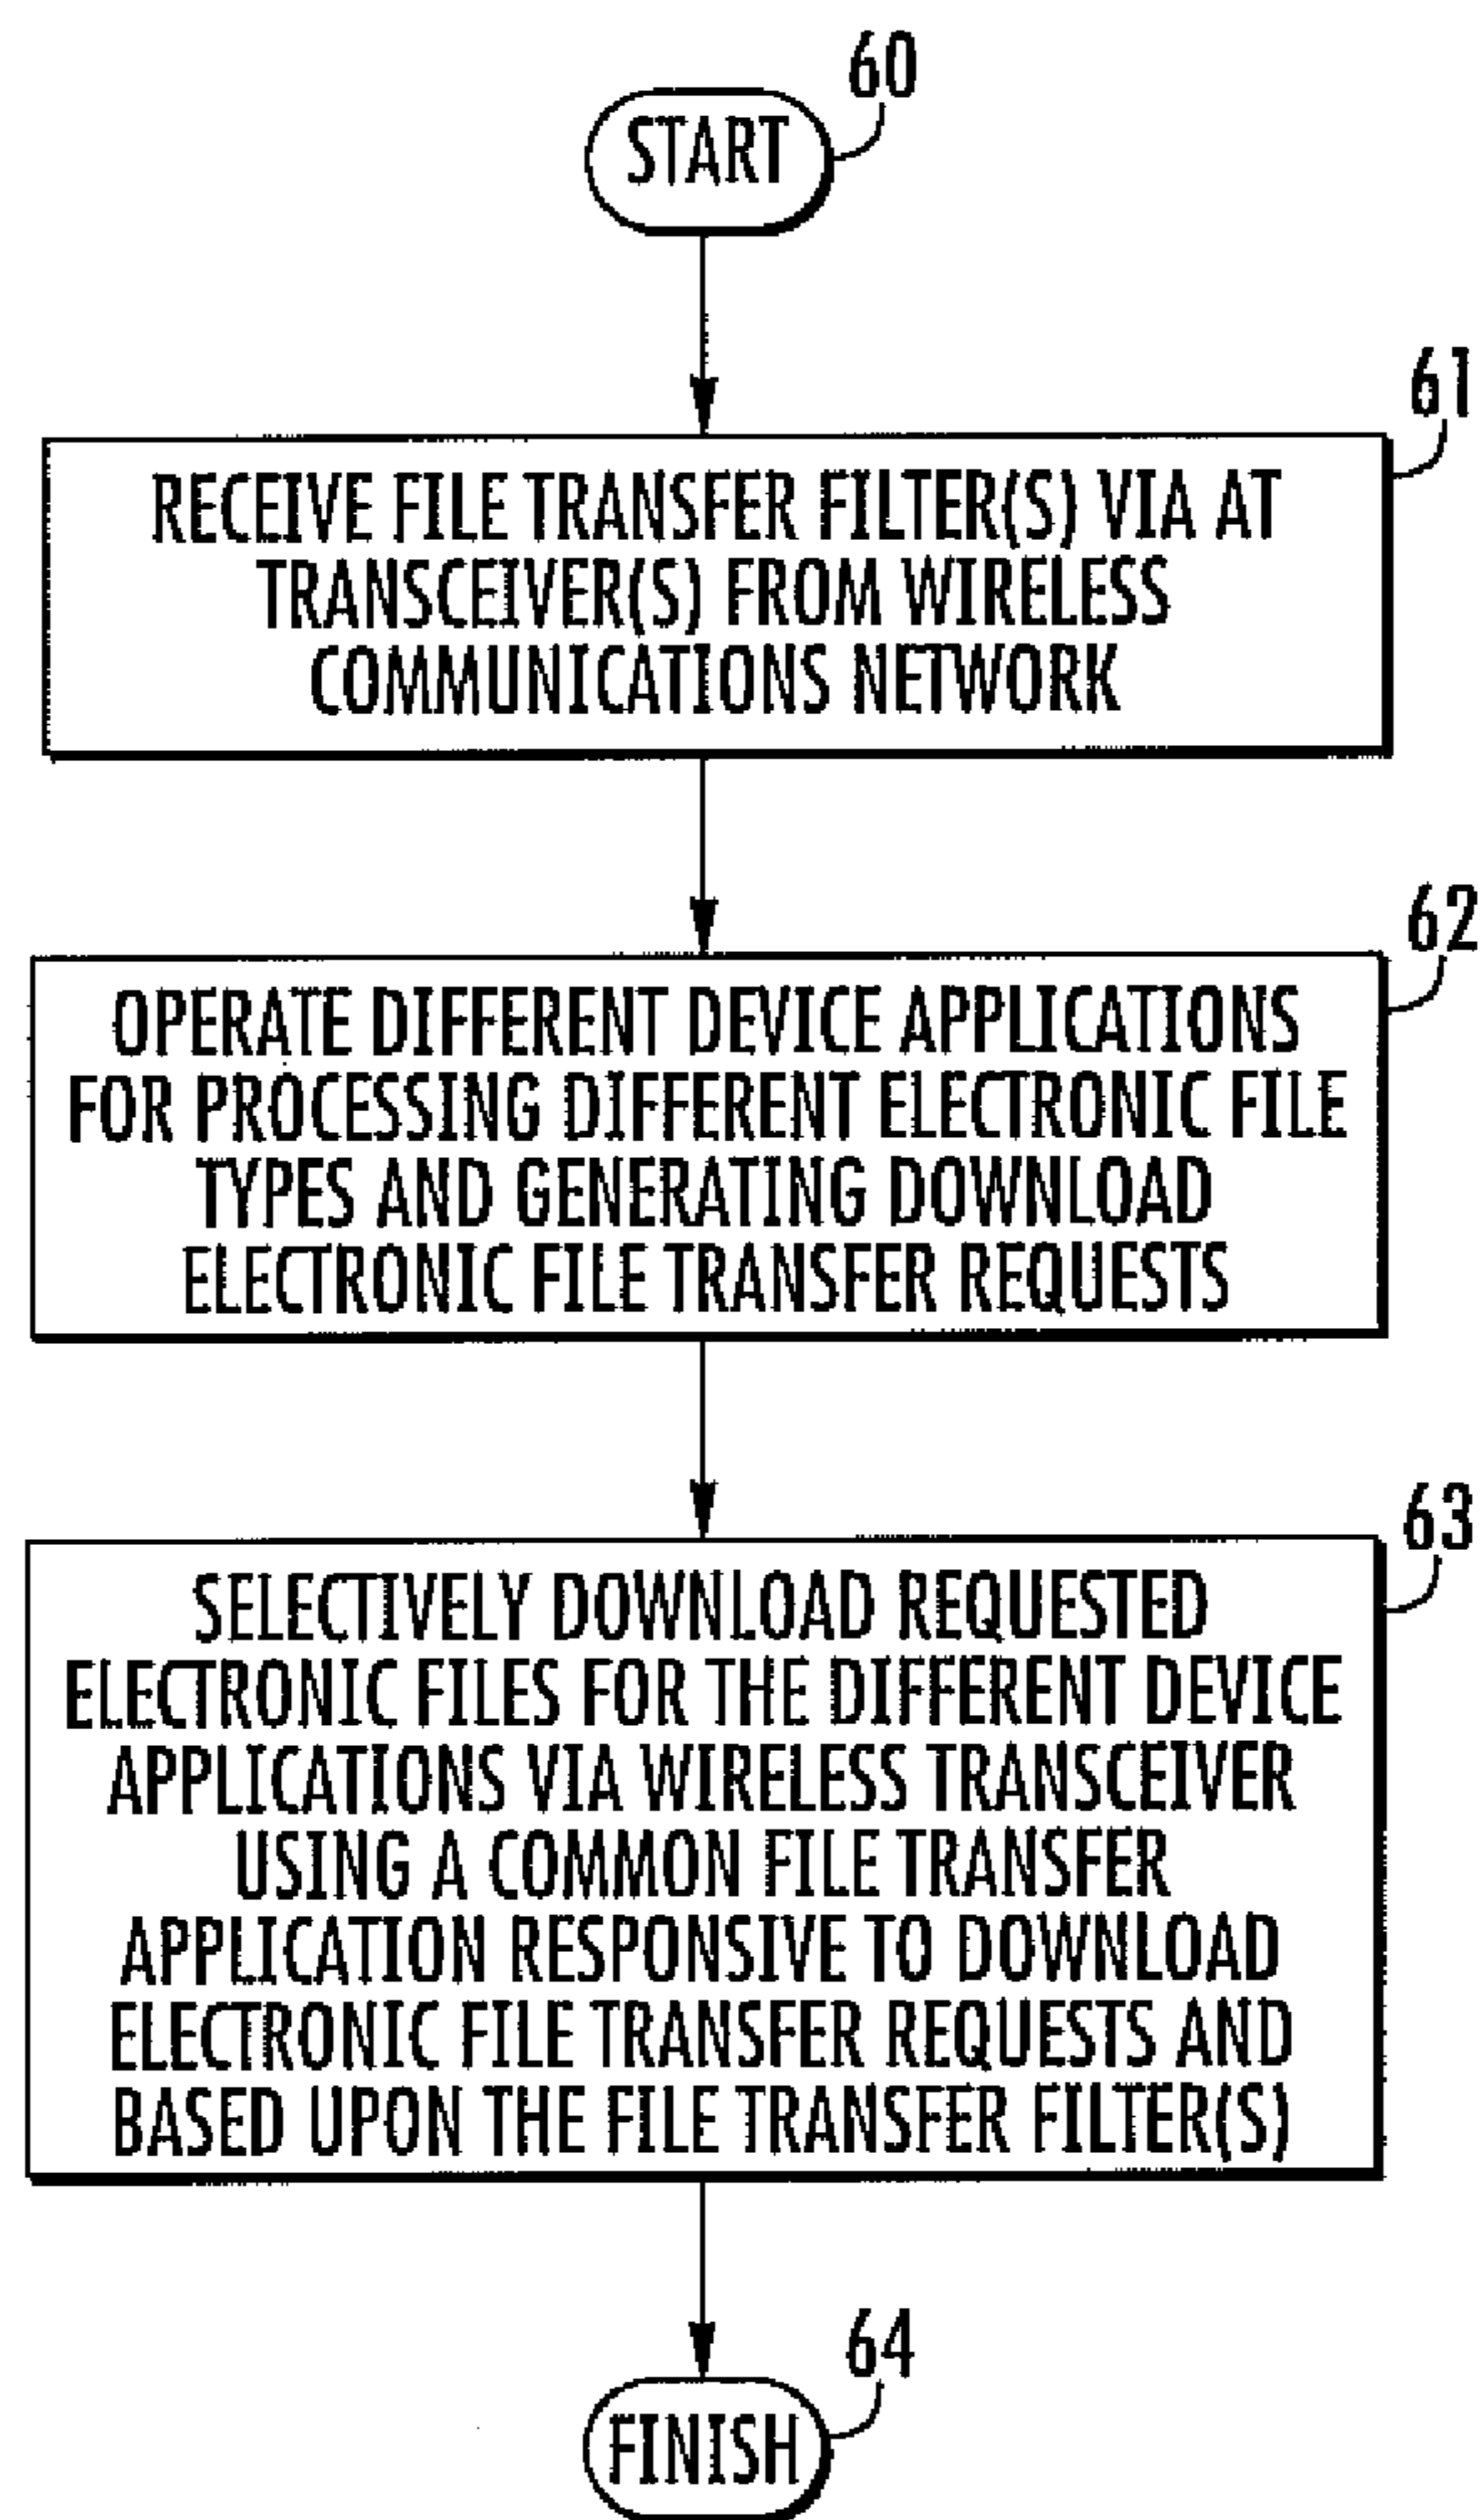 60
START
61
RECEIVE FILE TRANSFER FILTER(S) VIA AT
TRANSCEIVER(S) FROM WIRELESS
COMMUNICATIONS NETWORK
62
OPERATE DIFFERENT DEVICE APPLICATIONS
FOR PROCESSING DIFFERENT ELECTRONIC FILE
TYPES AND GENERATING DOWNLOAD
ELECTRONIC FILE TRANSFER REQUESTS
63
SELECTIVELY DOWNLOAD REQUESTED
ELECTRONIC FILES FOR THE DIFFERENT DEVICE
APPLICATIONS VIA WIRELESS TRANSCEIVER
USING A COMMON FILE TRANSFER
APPLICATION RESPONSIVE TO DOWNLOAD
ELECTRONIC FILE TRANSFER REQUESTS AND
BASED UPON THE FILE TRANSFER FILTER(S)
64
FINISH